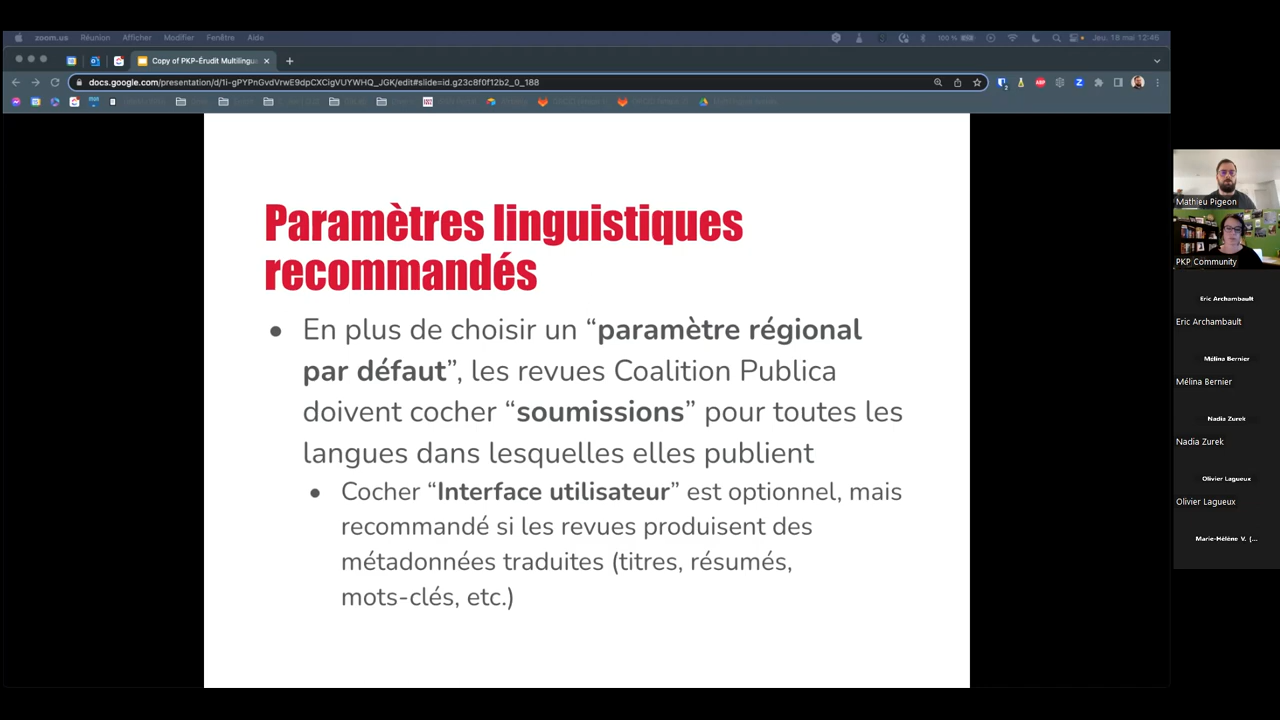 zoom.us Réunion Afficher Modifier Fenêtre Aide 100 % Jeu. 18 mai 12:46
Copy of PKP-Érudit Multilingu
docs.google.com/presentation/d/1i-gPYPnGvdVrwE9dpCXCigVUYWHQ_JGK/edit#slide=id.g23c8f0f12b2_0_188
Paramètres linguistiques
recommandés
• En plus de choisir un “paramètre régional
par défaut”, les revues Coalition Publica
doivent cocher “soumissions” pour toutes les
langues dans lesquelles elles publient
• Cocher “Interface utilisateur” est optionnel, mais
recommandé si les revues produisent des
métadonnées traduites (titres, résumés,
mots-clés, etc.)
Mathieu Pigeon
PKP Community
Eric Archambault
Eric Archambault
Mélina Bernier
Mélina Bernier
Nadia Zurek
Nadia Zurek
Olivier Lagueux
Olivier Lagueux
Marie-Hélène V. (...